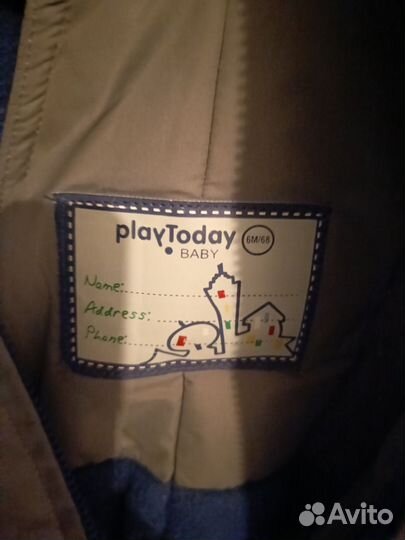 playToday
BABY
6M/68
Name:
Address:
Phone:
Avito